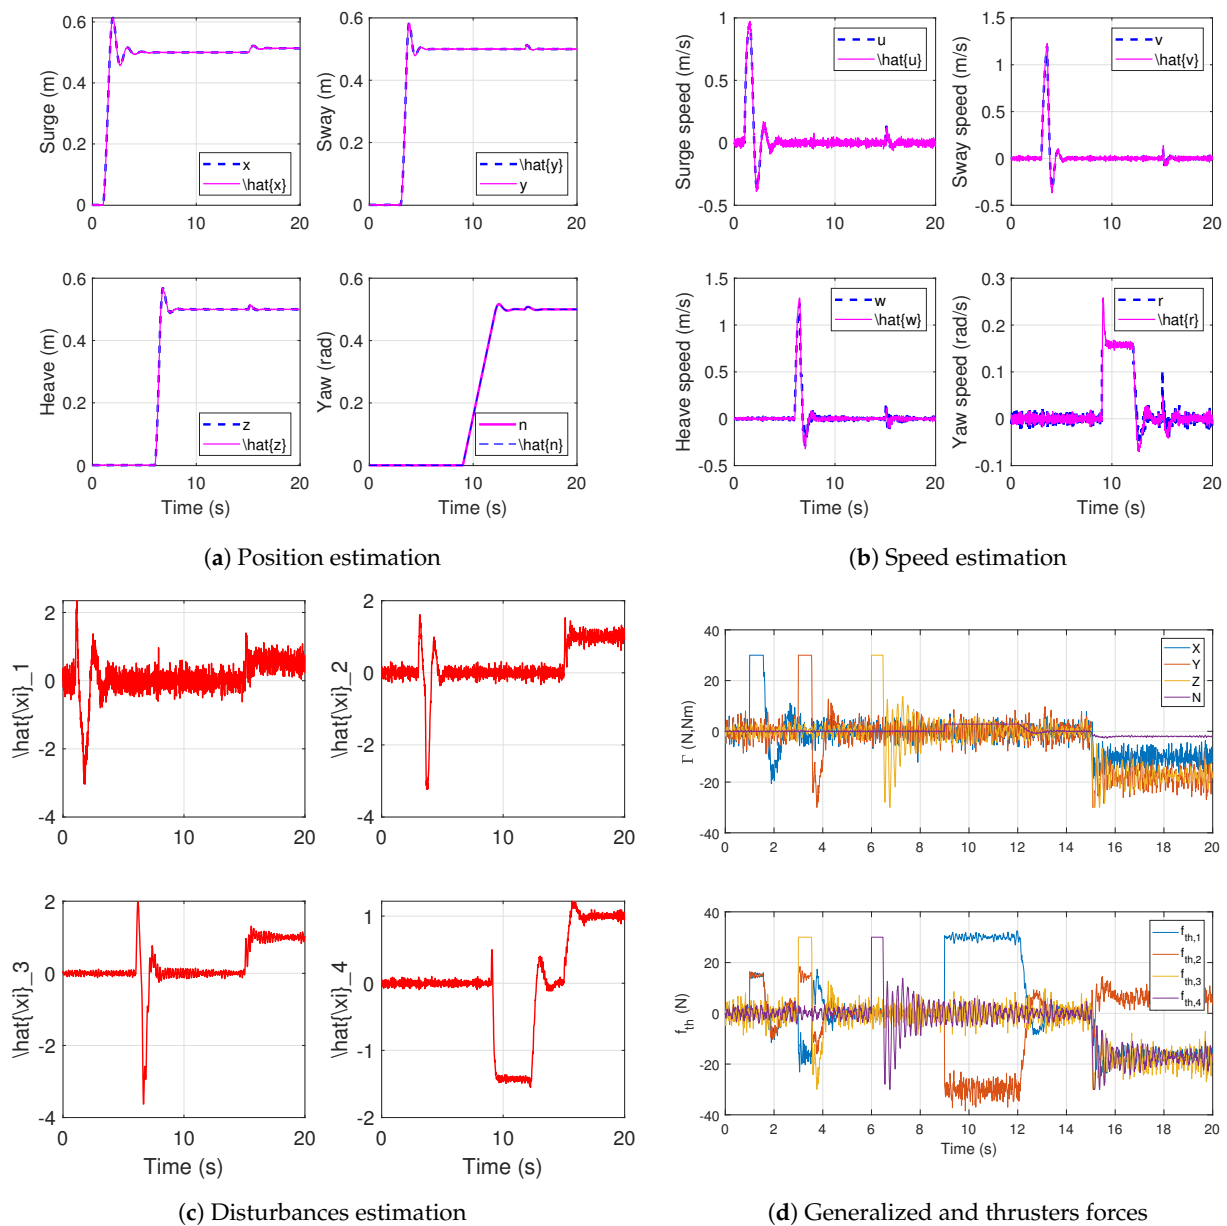 0.6
0.4
0.2
0
0 10 20
Surge (m)
x
\hat{x}
0.6
0.4
0.2
0
0 10 20
Sway (m)
\hat{y}
y
1
0.5
0
-0.5
0 5 10 15 20
Surge speed (m/s)
u
\hat{u}
1.5
1
0.5
0
-0.5
0 5 10 15 20
Sway speed (m/s)
v
\hat{v}
0.6
0.4
0.2
0
0 10 20
Heave (m)
Time (s)
z
\hat{z}
0.6
0.4
0.2
0
0 10 20
Yaw (rad)
Time (s)
n
\hat{n}
1.5
1
0.5
0
-0.5
0 5 10 15 20
Heave speed (m/s)
Time (s)
w
\hat{w}
0.3
0.2
0.1
0
-0.1
0 5 10 15 20
Yaw speed (rad/s)
Time (s)
r
\hat{r}
(a) Position estimation
(b) Speed estimation
2
0
-2
-4
0 10 20
\hat{\xi}_1
2
0
-2
-4
0 10 20
\hat{\xi}_2
40
20
0
-20
-40
0 2 4 6 8 10 12 14 16 18 20
Γ (N,Nm)
X
Y
Z
N
2
0
-2
-4
0 10 20
\hat{\xi}_3
Time (s)
1
0
-1
-2
0 10 20
\hat{\xi}_4
Time (s)
40
20
0
-20
-40
0 2 4 6 8 10 12 14 16 18 20
f_th (N)
Time (s)
f_th,1
f_th,2
f_th,3
f_th,4
(c) Disturbances estimation
(d) Generalized and thrusters forces